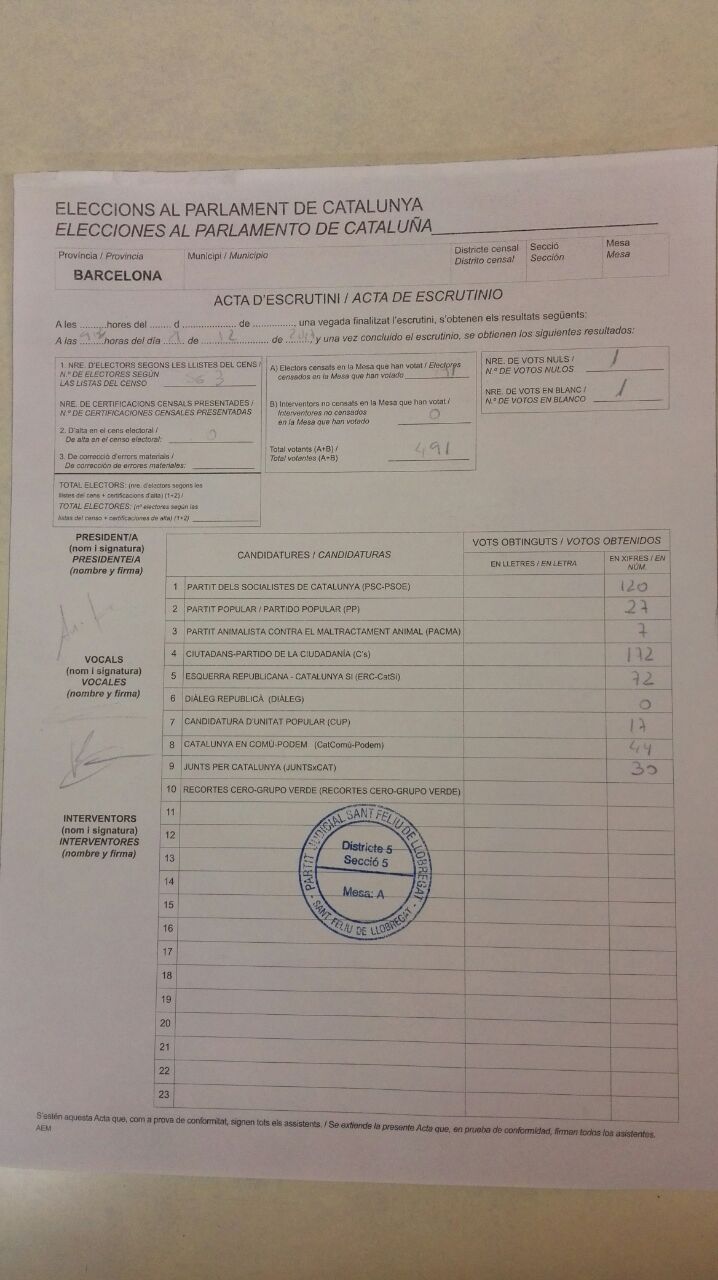 ELECCIONS AL PARLAMENT DE CATALUNYA
ELECCIONES AL PARLAMENTO DE CATALUÑA
Província / Provincia
BARCELONA
Municipi / Municipio
Districte censal
Distrito censal
Secció
Sección
Mesa
Mesa
ACTA D'ESCRUTINI / ACTA DE ESCRUTINIO
A les .........hores del ........ d ...................... de ............, una vegada finalitzat l'escrutini, s'obtenen els resultats següents:
A las horas del día de 12 de y una vez concluido el escrutinio, se obtienen los siguientes resultados:
1. NRE. D'ELECTORS SEGONS LES LLISTES DEL CENS /
N.º DE ELECTORES SEGÚN
LAS LISTAS DEL CENSO 563
NRE. DE CERTIFICACIONS CENSALS PRESENTADES /
N.º DE CERTIFICACIONES CENSALES PRESENTADAS
2. D'alta en el cens electoral /
De alta en el censo electoral: 0
3. De correcció d'errors materials /
De corrección de errores materiales:
TOTAL ELECTORS: (nre. d'electors segons les
llistes del cens + certificacions d'alta) (1+2) /
TOTAL ELECTORES: (nº electores según las
listas del censo + certificaciones de alta) (1+2)
A) Electors censats en la Mesa que han votat / Electores
censados en la Mesa que han votado
B) Interventors no censats en la Mesa que han votat /
Interventores no censados
en la Mesa que han votado 0
Total votants (A+B) /
Total votantes (A+B) 491
NRE. DE VOTS NULS /
N.º DE VOTOS NULOS 1
NRE. DE VOTS EN BLANC /
N.º DE VOTOS EN BLANCO 1
PRESIDENT/A
(nom i signatura)
PRESIDENTE/A
(nombre y firma)
VOCALS
(nom i signatura)
VOCALES
(nombre y firma)
INTERVENTORS
(nom i signatura)
INTERVENTORES
(nombre y firma)
CANDIDATURES / CANDIDATURAS
VOTS OBTINGUTS / VOTOS OBTENIDOS
EN LLETRES / EN LETRA
EN XIFRES / EN
NÚM.
1 PARTIT DELS SOCIALISTES DE CATALUNYA (PSC-PSOE) 120
2 PARTIT POPULAR / PARTIDO POPULAR (PP) 27
3 PARTIT ANIMALISTA CONTRA EL MALTRACTAMENT ANIMAL (PACMA) 7
4 CIUTADANS-PARTIDO DE LA CIUDADANÍA (C's) 172
5 ESQUERRA REPUBLICANA - CATALUNYA SI (ERC-CatSí) 72
6 DIÀLEG REPUBLICÀ (DIÀLEG) 0
7 CANDIDATURA D'UNITAT POPULAR (CUP) 17
8 CATALUNYA EN COMÚ-PODEM (CatComú-Podem) 44
9 JUNTS PER CATALUNYA (JUNTSxCAT) 30
10 RECORTES CERO-GRUPO VERDE (RECORTES CERO-GRUPO VERDE)
11
12
13
14
15
16
17
18
19
20
21
22
23
PARTIT JUDICIAL SANT FELIU DE LLOBREGAT
Districte 5
Secció 5
Mesa: A
- SANT FELIU DE LLOBREGAT -
S'estén aquesta Acta que, com a prova de conformitat, signen tots els assistents. / Se extiende la presente Acta que, en prueba de conformidad, firman todos los asistentes.
AEM